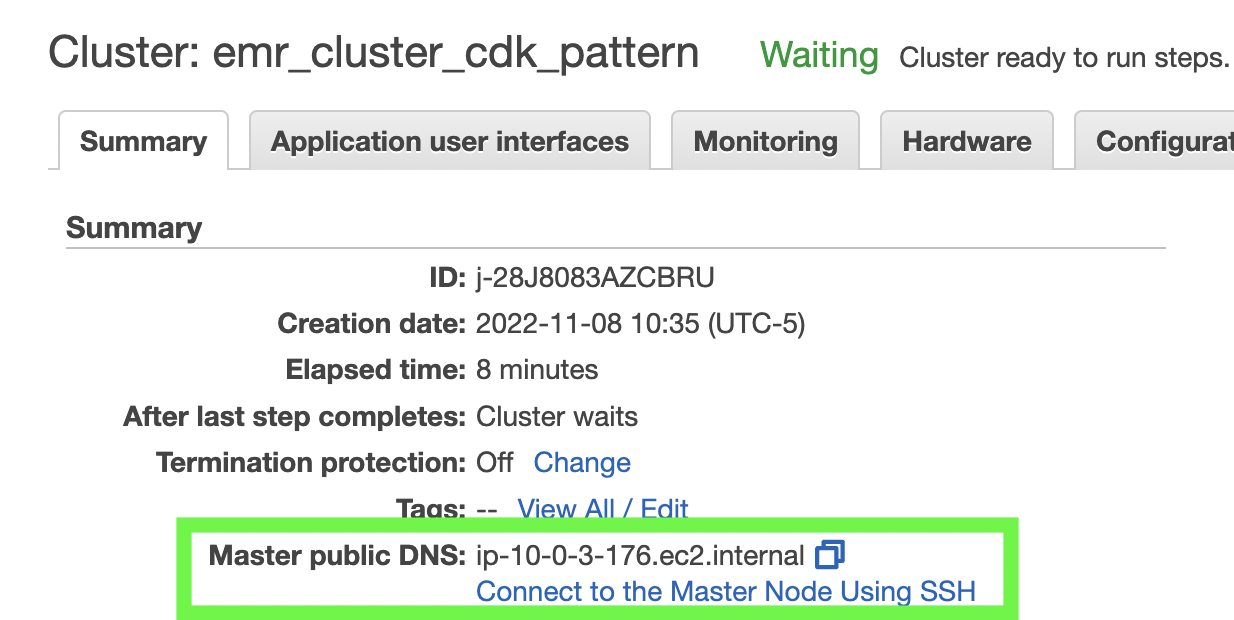 Cluster: emr_cluster_cdk_pattern Waiting Cluster ready to run steps.
Summary Application user interfaces Monitoring Hardware
Summary
ID: j-28J8083AZCBRU
Creation date: 2022-11-08 10:35 (UTC-5)
Elapsed time: 8 minutes
After last step completes: Cluster waits
Termination protection: Off Change
Tags: -- View All / Edit
Master public DNS: ip-10-0-3-176.ec2.internal
Connect to the Master Node Using SSH